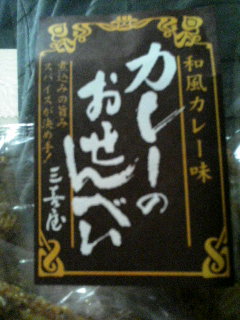 和風カレー味
カレーの
おせんべい
煮込みの旨み
スパイスが決め手!
三真屋